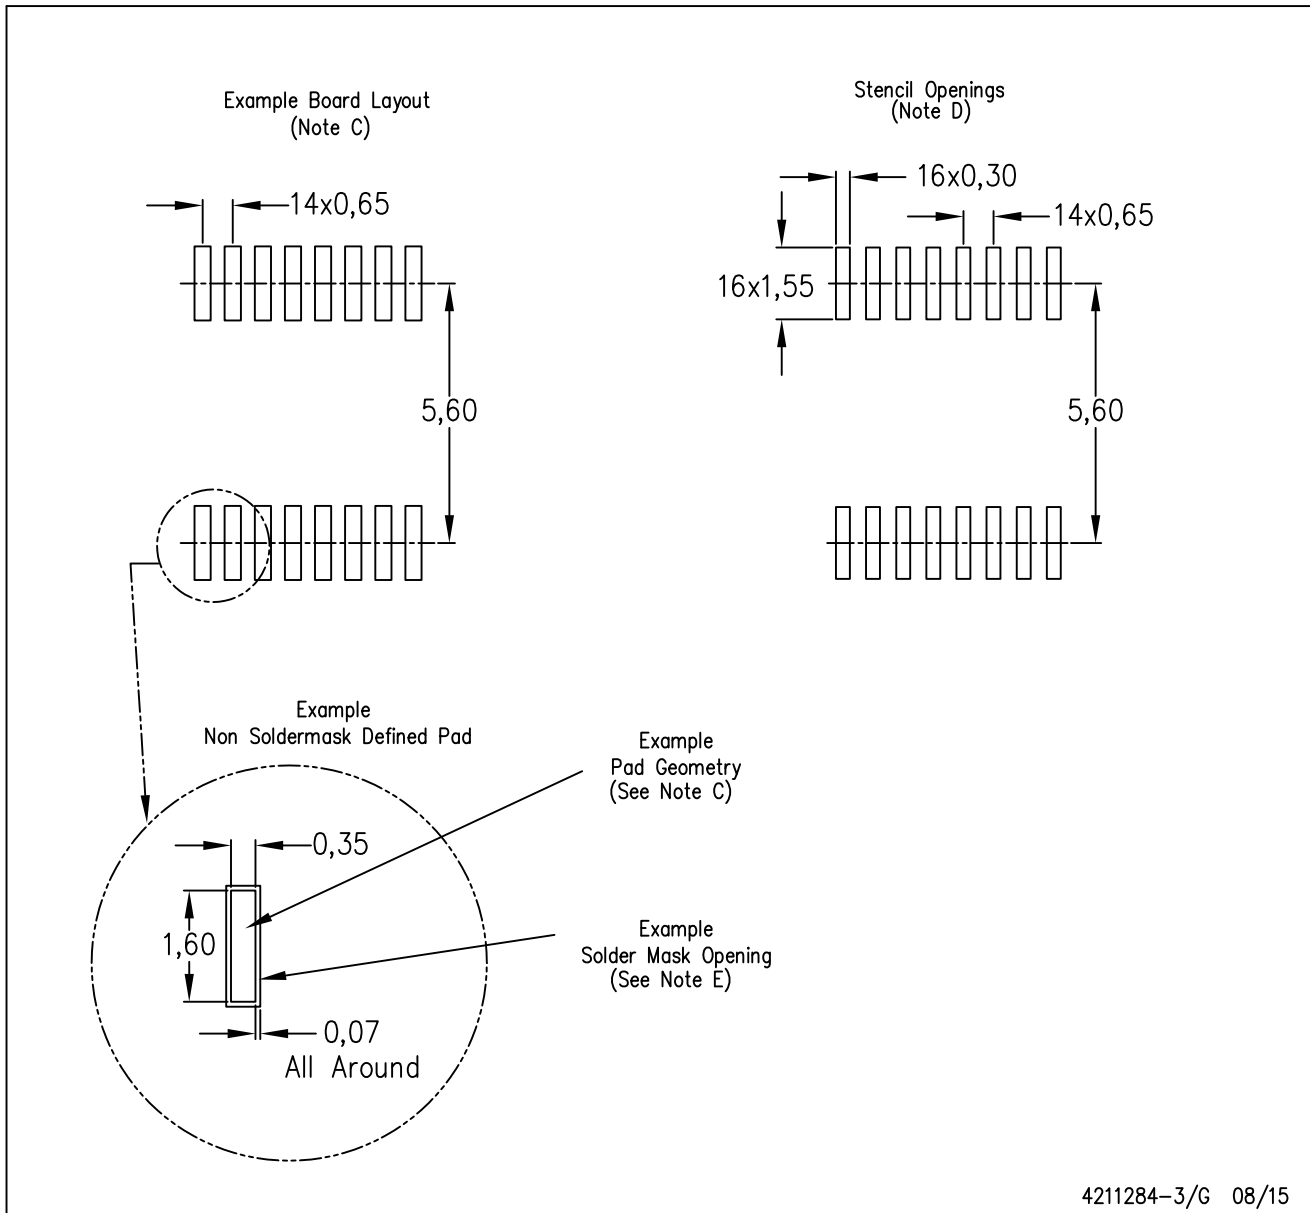 Example Board Layout
(Note C)
14x0,65
5,60
Stencil Openings
(Note D)
16x0,30
14x0,65
16x1,55
5,60
Example
Non Soldermask Defined Pad
0,35
1,60
0,07
All Around
Example
Pad Geometry
(See Note C)
Example
Solder Mask Opening
(See Note E)
4211284-3/G 08/15